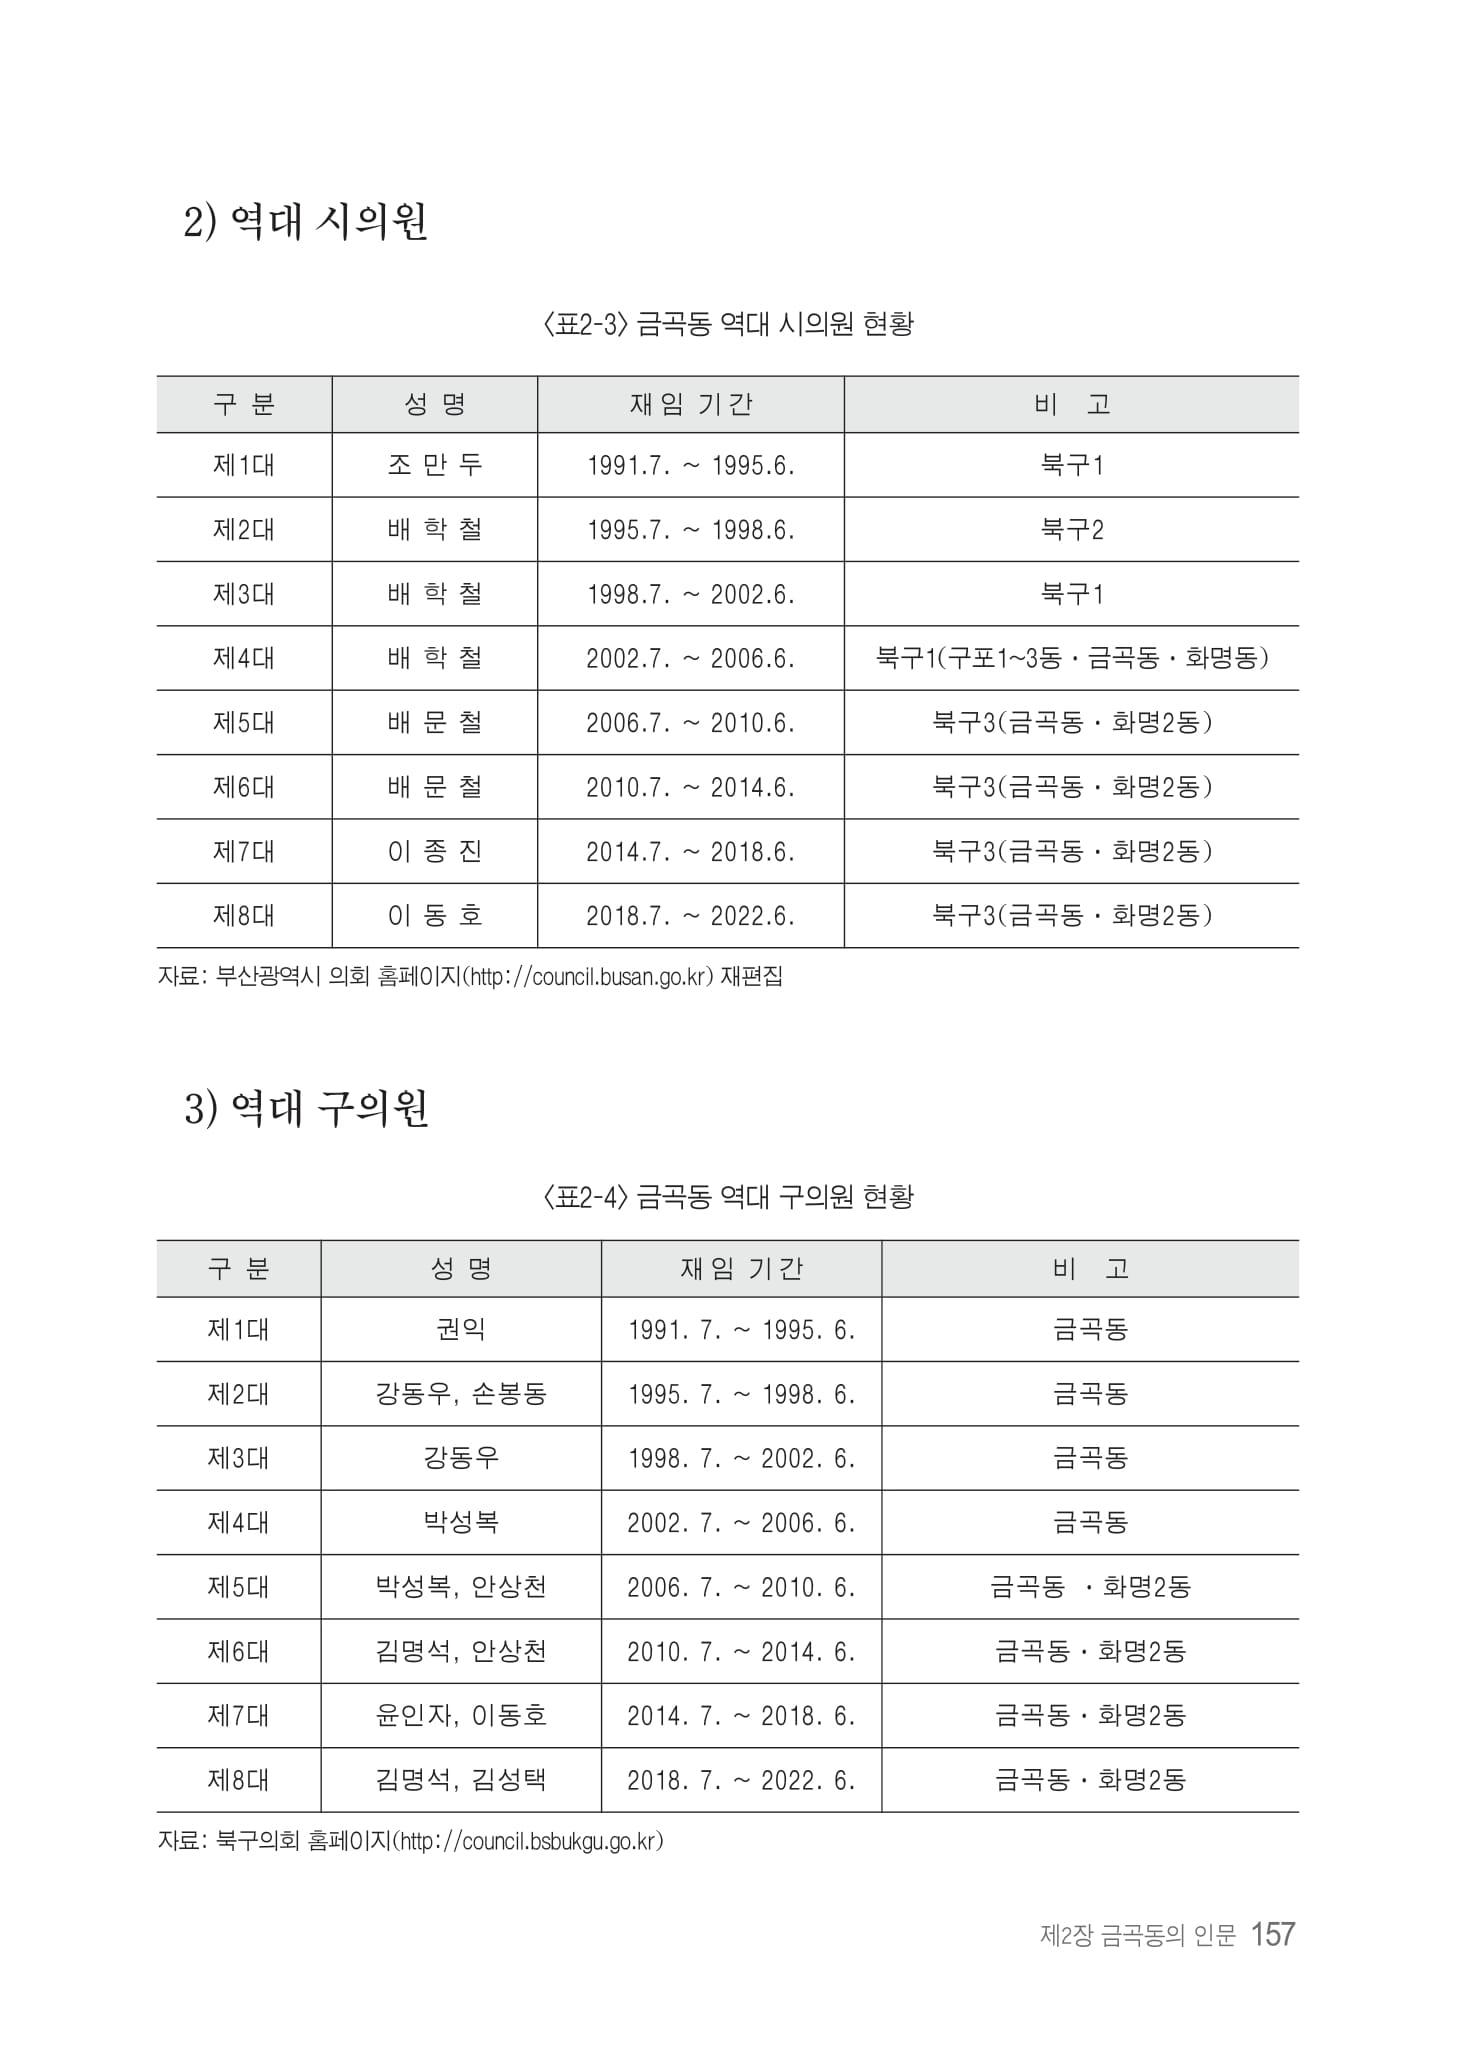 2) 역대 시의원
〈표2-3〉 금곡동 역대 시의원 현황
구 분 성 명 재임 기간 비 고
제1대 조 만 두 1991.7. ~ 1995.6. 북구1
제2대 배 학 철 1995.7. ~ 1998.6. 북구2
제3대 배 학 철 1998.7. ~ 2002.6. 북구1
제4대 배 학 철 2002.7. ~ 2006.6. 북구1(구포1~3동·금곡동·화명동)
제5대 배 문 철 2006.7. ~ 2010.6. 북구3(금곡동·화명2동)
제6대 배 문 철 2010.7. ~ 2014.6. 북구3(금곡동·화명2동)
제7대 이 종 진 2014.7. ~ 2018.6. 북구3(금곡동·화명2동)
제8대 이 동 호 2018.7. ~ 2022.6. 북구3(금곡동·화명2동)
자료: 부산광역시 의회 홈페이지(http://council.busan.go.kr) 재편집
3) 역대 구의원
〈표2-4〉 금곡동 역대 구의원 현황
구 분 성 명 재임 기간 비 고
제1대 권익 1991. 7. ~ 1995. 6. 금곡동
제2대 강동우, 손봉동 1995. 7. ~ 1998. 6. 금곡동
제3대 강동우 1998. 7. ~ 2002. 6. 금곡동
제4대 박성복 2002. 7. ~ 2006. 6. 금곡동
제5대 박성복, 안상천 2006. 7. ~ 2010. 6. 금곡동 ·화명2동
제6대 김명석, 안상천 2010. 7. ~ 2014. 6. 금곡동·화명2동
제7대 윤인자, 이동호 2014. 7. ~ 2018. 6. 금곡동·화명2동
제8대 김명석, 김성택 2018. 7. ~ 2022. 6. 금곡동·화명2동
자료: 북구의회 홈페이지(http://council.bsbukgu.go.kr)
제2장 금곡동의 인문 157